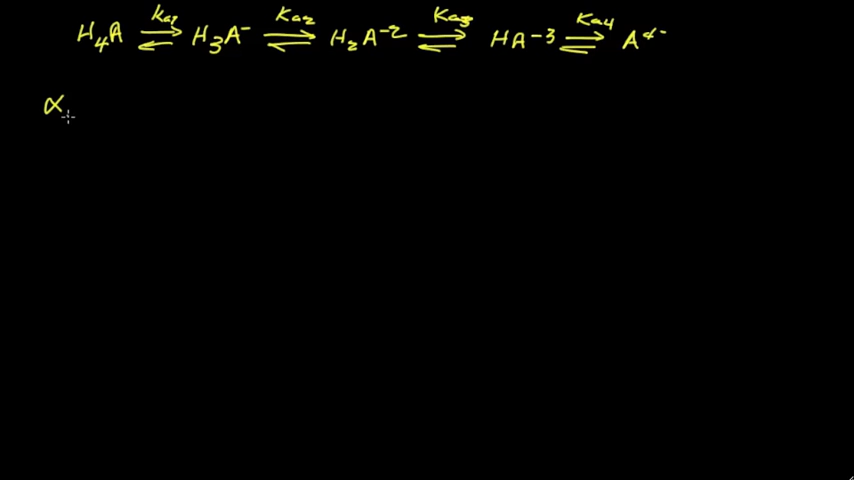 H₄A ⇌ Ka1 H₃A⁻ ⇌ Ka2 H₂A⁻² ⇌ Ka3 HA⁻³ ⇌ Ka4 A⁴⁻
α